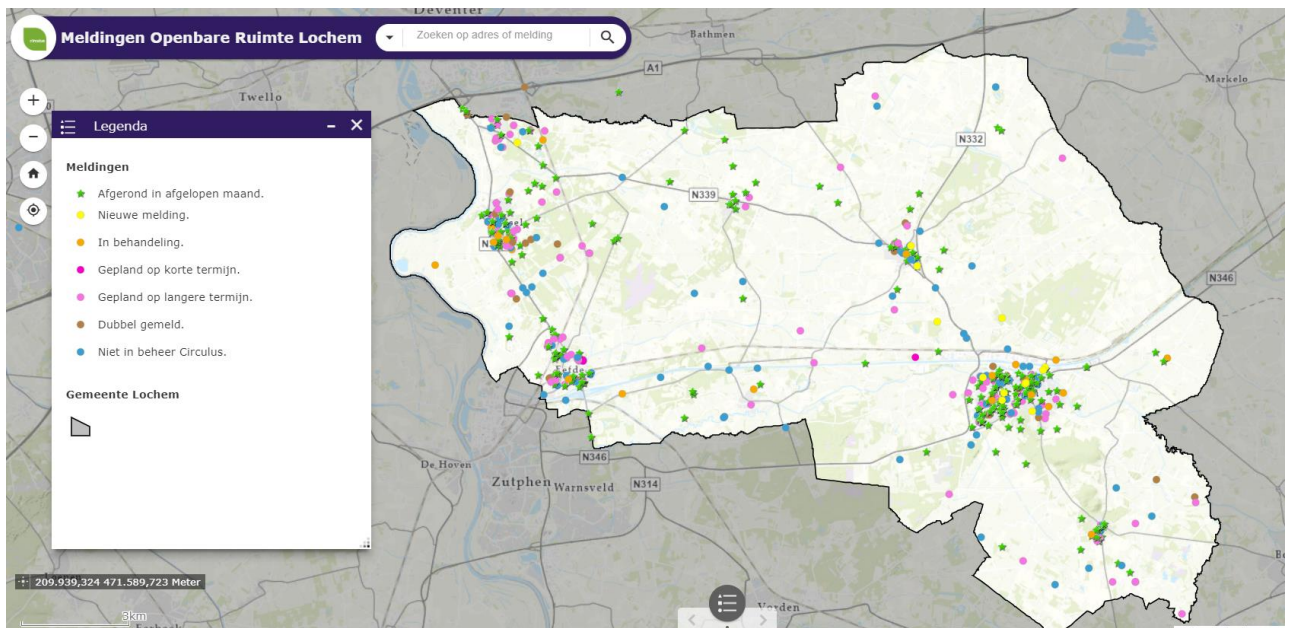 Deventer
Meldingen Openbare Ruimte Lochem
Zoeken op adres of melding
Bathmen
A1
Markelo
Twello
Legenda
Meldingen
Afgerond in afgelopen maand.
Nieuwe melding.
In behandeling.
Gepland op korte termijn.
Gepland op langere termijn.
Dubbel gemeld.
Niet in beheer Circulus.
Gemeente Lochem
N332
N339
N346
Eefde
De Hoven
N346
Zutphen
Warnsveld
N314
209.939,324 471.589,723 Meter
3km
Vorden